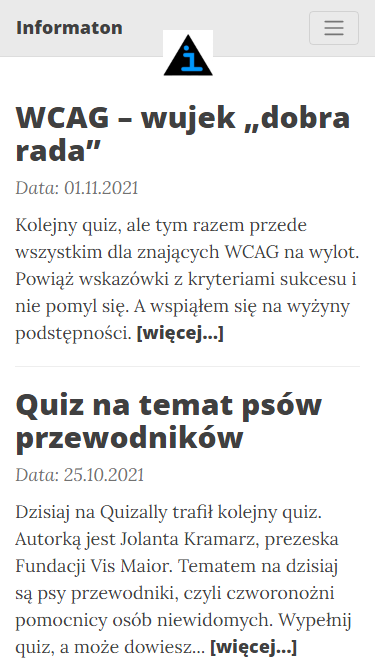 Informaton
i
WCAG – wujek „dobra
rada”
Data: 01.11.2021
Kolejny quiz, ale tym razem przede
wszystkim dla znających WCAG na wylot.
Powiąż wskazówki z kryteriami sukcesu i
nie pomyl się. A wspiąłem się na wyżyny
podstępności. [więcej...]
Quiz na temat psów
przewodników
Data: 25.10.2021
Dzisiaj na Quizally trafił kolejny quiz.
Autorką jest Jolanta Kramarz, prezeska
Fundacji Vis Maior. Tematem na dzisiaj
są psy przewodniki, czyli czworonożni
pomocnicy osób niewidomych. Wypełnij
quiz, a może dowiesz... [więcej...]